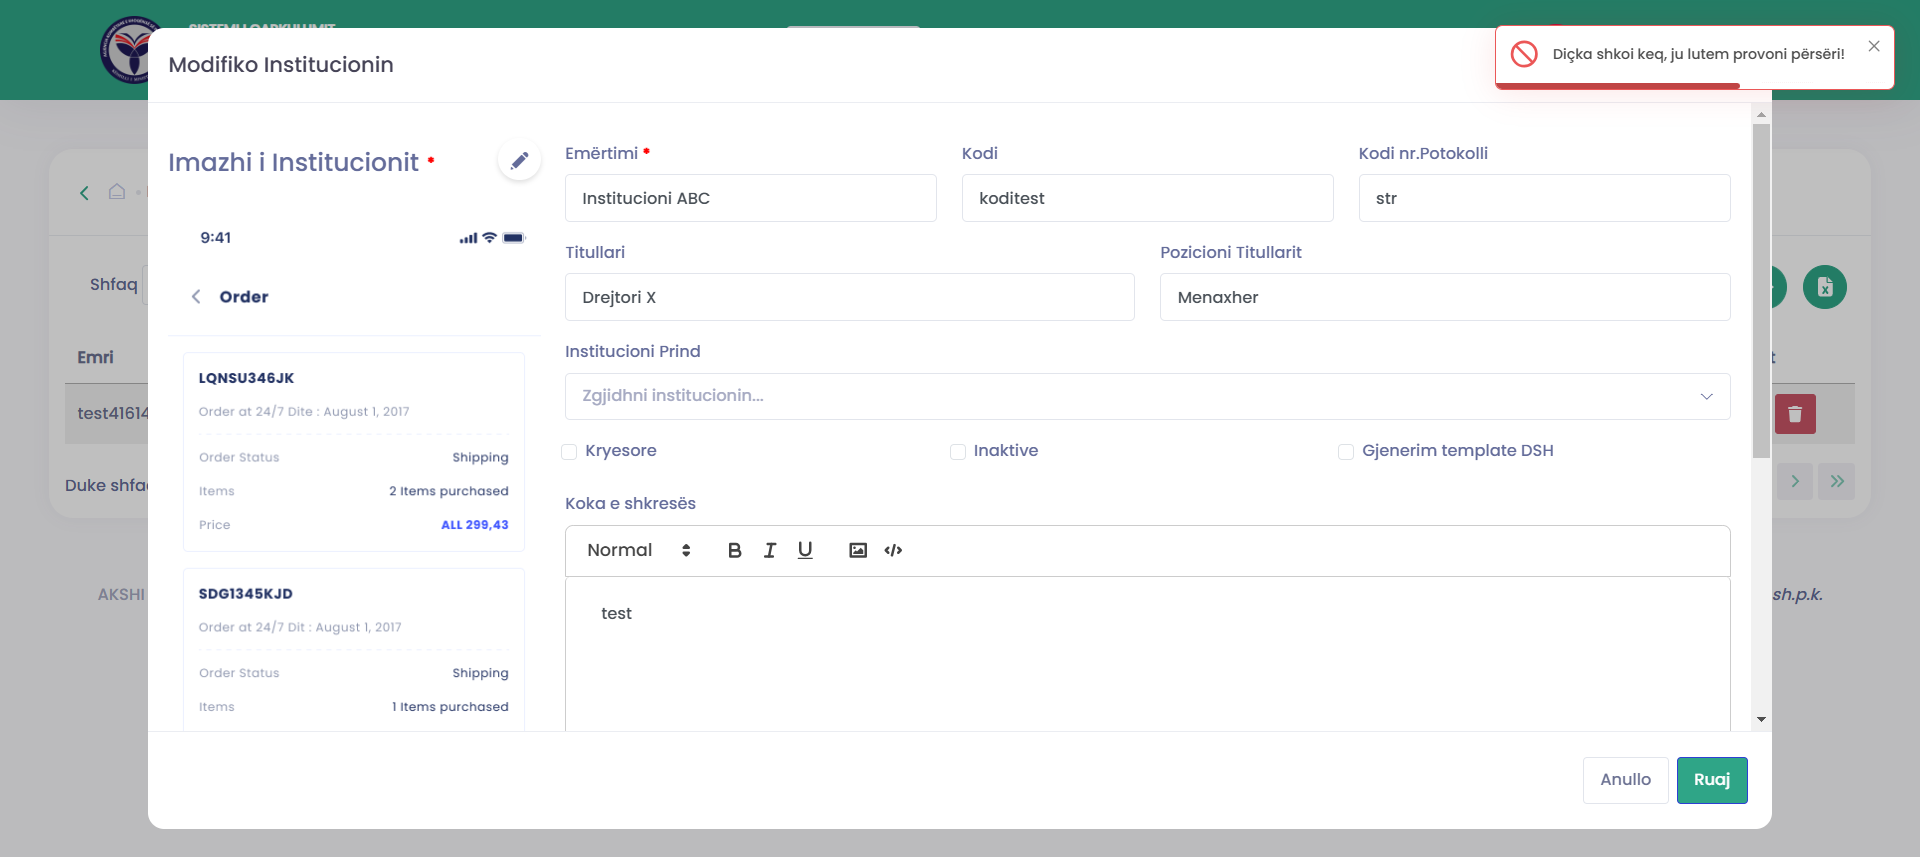 SISTEMI I QARKULLIMIT
Diçka shkoi keq, ju lutem provoni përsëri!
Modifiko Institucionin
Imazhi i Institucionit *
9:41
Order
LQNSU346JK
Order at 24/7 Dite : August 1, 2017
Order Status Shipping
Items 2 Items purchased
Price ALL 299,43
SDG1345KJD
Order at 24/7 Dit : August 1, 2017
Order Status Shipping
Items 1 Items purchased
Emërtimi * Kodi Kodi nr.Potokolli
Institucioni ABC koditest str
Titullari Pozicioni Titullarit
Drejtori X Menaxher
Institucioni Prind
Zgjidhni institucionin...
Kryesore Inaktive Gjenerim template DSH
Koka e shkresës
Normal B I U
test
Anullo Ruaj
Shfaq
Emri
test41614
Duke shfaq
AKSHI
sh.p.k.